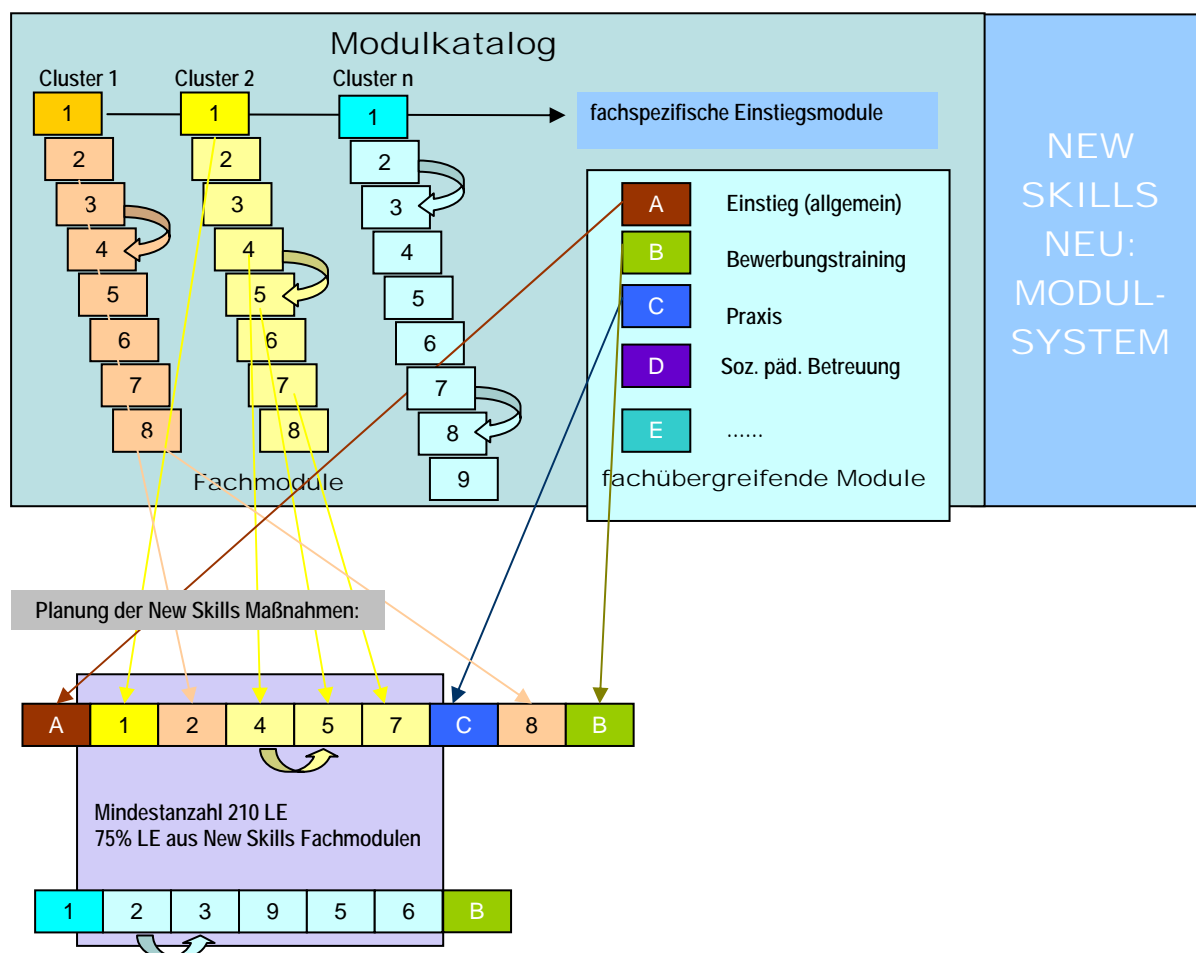 Modulkatalog
Cluster 1
Cluster 2
Cluster n
1
1
1
fachspezifische Einstiegsmodule
2
2
2
3
3
3
4
4
4
5
5
5
6
6
6
7
7
7
8
8
8
9
Fachmodule
A Einstieg (allgemein)
B Bewerbungstraining
C Praxis
D Soz. päd. Betreuung
E ......
fachübergreifende Module
NEW
SKILLS
NEU:
MODUL-
SYSTEM
Planung der New Skills Maßnahmen:
A 1 2 4 5 7 C 8 B
Mindestanzahl 210 LE
75% LE aus New Skills Fachmodulen
1 2 3 9 5 6 B